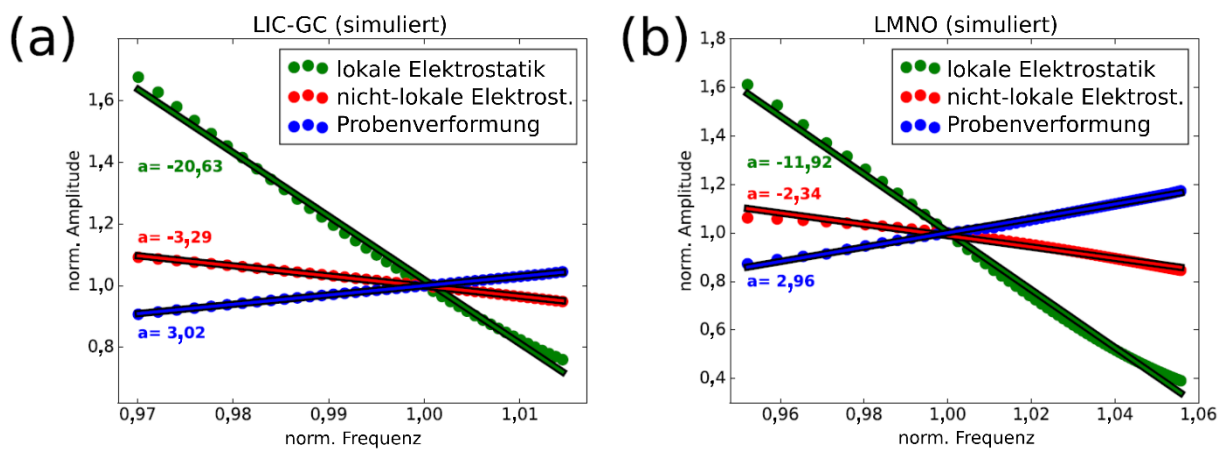 (a)
LIC-GC (simuliert)
norm. Amplitude
1,6
1,4
1,2
1,0
0,8
lokale Elektrostatik
nicht-lokale Elektrost.
Probenverformung
a= -20,63
a= -3,29
a= 3,02
0,97
0,98
0,99
1,00
1,01
norm. Frequenz
(b)
LMNO (simuliert)
norm. Amplitude
1,8
1,6
1,4
1,2
1,0
0,8
0,6
0,4
lokale Elektrostatik
nicht-lokale Elektrost.
Probenverformung
a= -11,92
a= -2,34
a= 2,96
0,96
0,98
1,00
1,02
1,04
1,06
norm. Frequenz